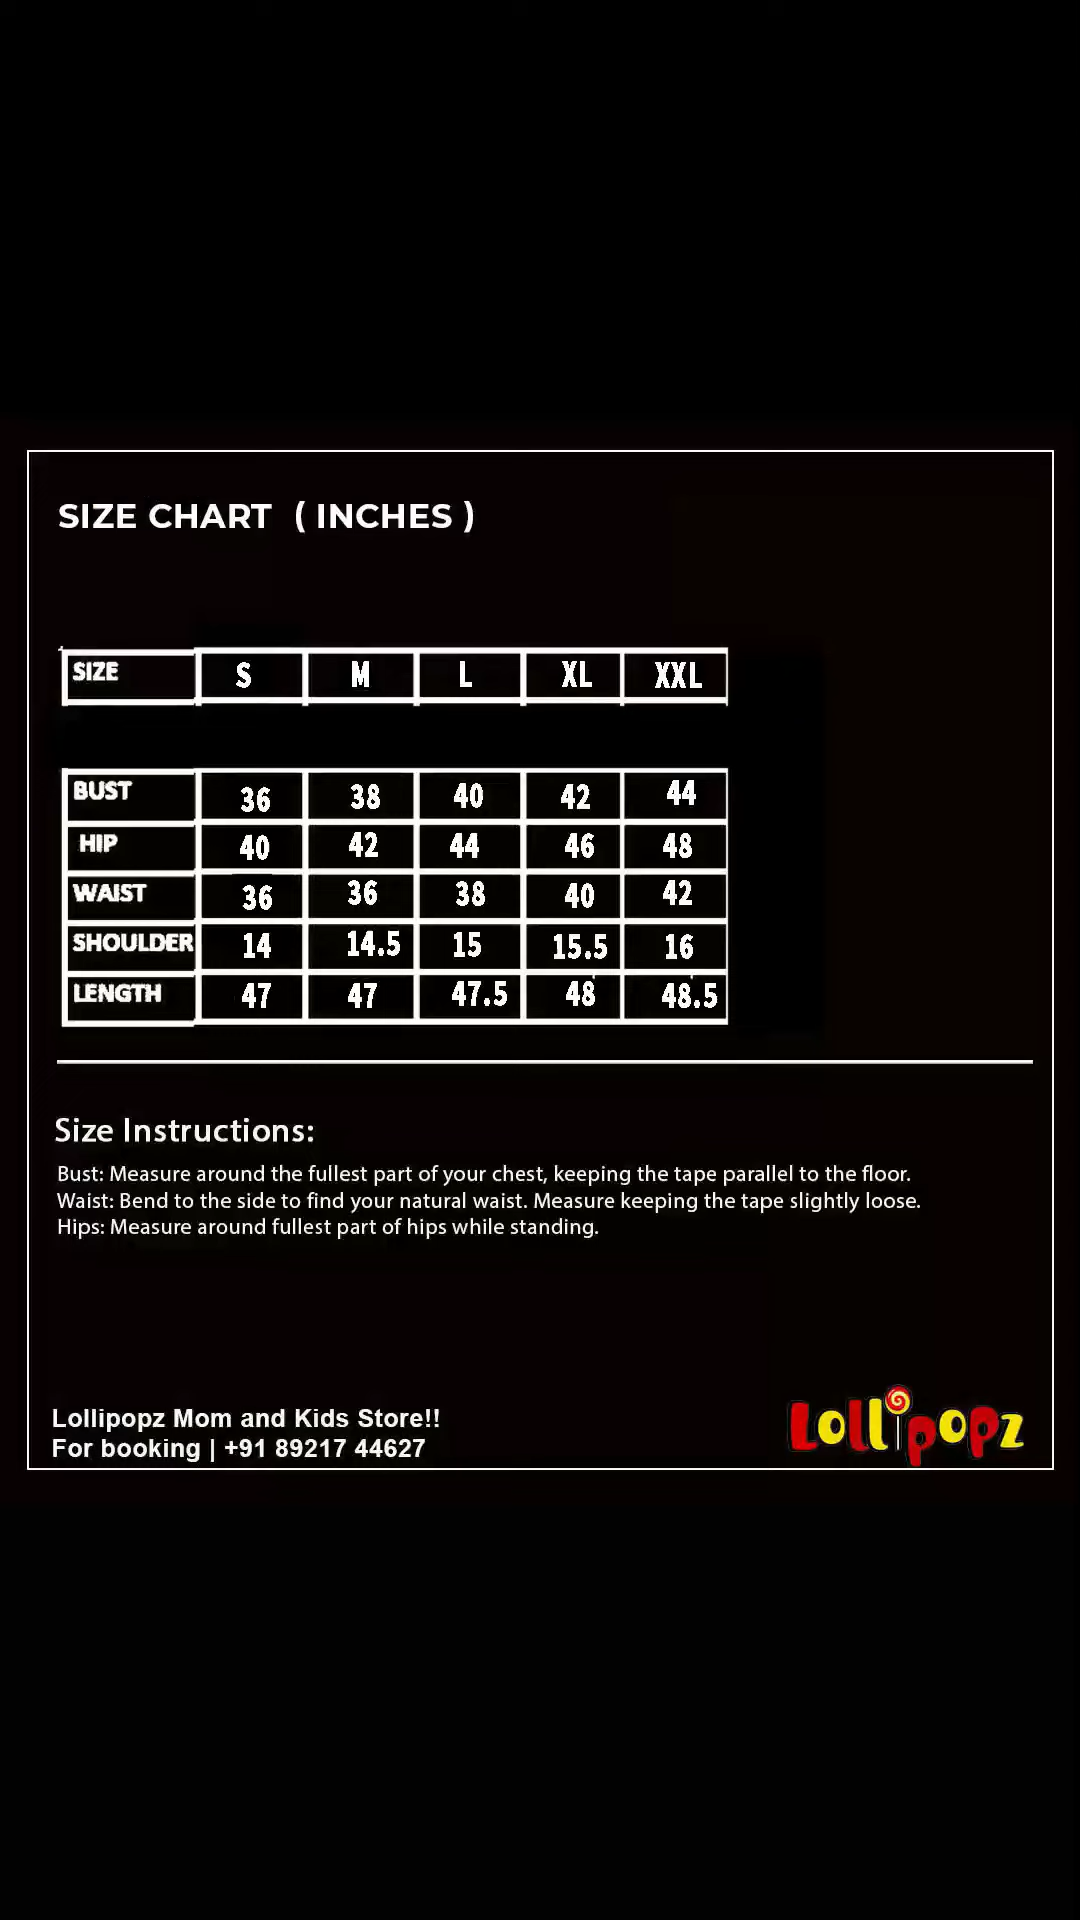 SIZE CHART ( INCHES )
SIZE S M L XL XXL
BUST 36 38 40 42 44
HIP 40 42 44 46 48
WAIST 36 36 38 40 42
SHOULDER 14 14.5 15 15.5 16
LENGTH 47 47 47.5 48 48.5
Size Instructions:
Bust: Measure around the fullest part of your chest, keeping the tape parallel to the floor.
Waist: Bend to the side to find your natural waist. Measure keeping the tape slightly loose.
Hips: Measure around fullest part of hips while standing.
Lollipopz Mom and Kids Store!!
For booking | +91 89217 44627
Lollipopz